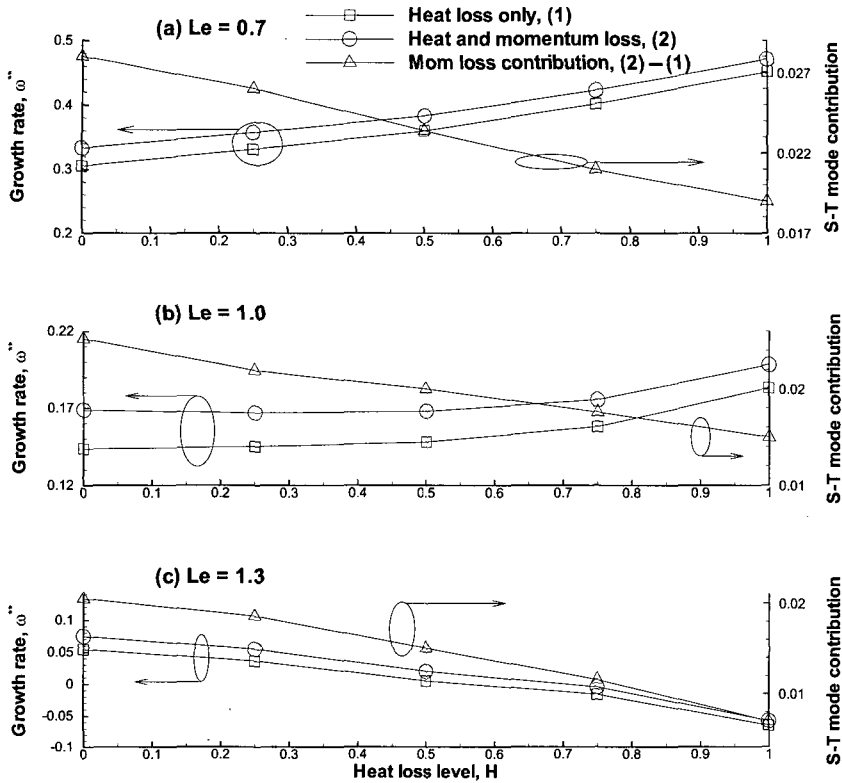 Heat loss only, (1)
Heat and momentum loss, (2)
Mom loss contribution, (2)–(1)
(a) Le = 0.7
Growth rate, ω**
0.5
0.4
0.3
0.2
0 0.1 0.2 0.3 0.4 0.5 0.6 0.7 0.8 0.9 1
0.027
0.022
0.017
S-T mode contribution
(b) Le = 1.0
Growth rate, ω**
0.22
0.17
0.12
0 0.1 0.2 0.3 0.4 0.5 0.6 0.7 0.8 0.9 1
0.02
0.01
S-T mode contribution
(c) Le = 1.3
Growth rate, ω**
0.1
0.05
0
-0.05
-0.1
0 0.1 0.2 0.3 0.4 0.5 0.6 0.7 0.8 0.9 1
0.02
0.01
S-T mode contribution
Heat loss level, H